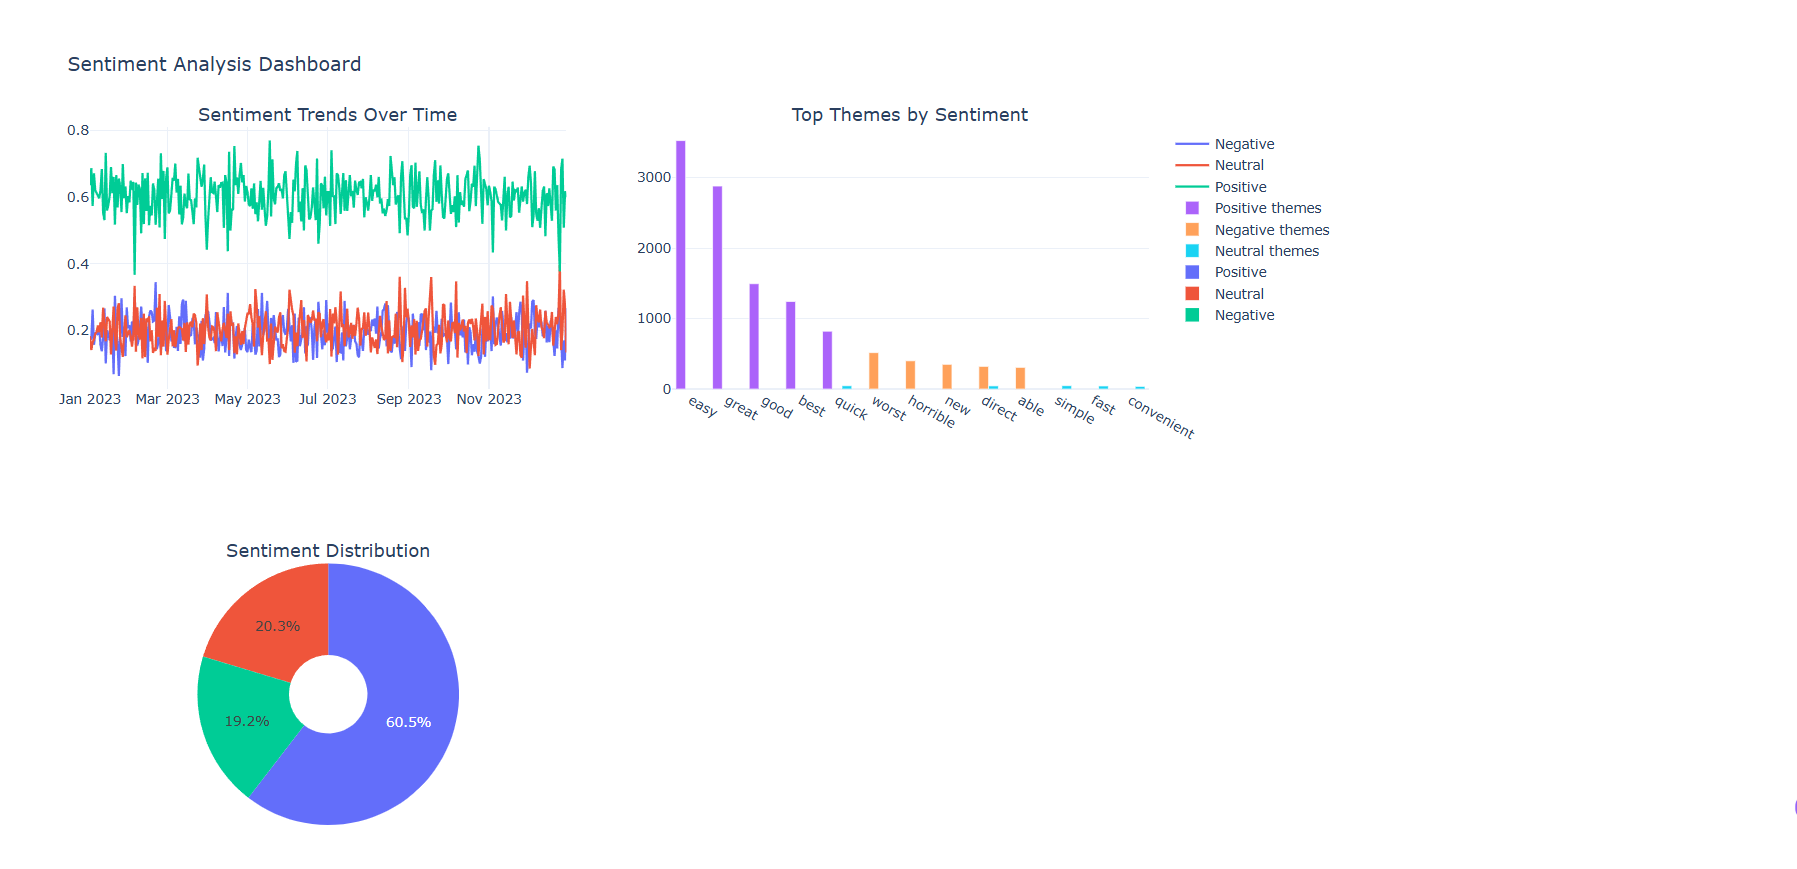 Sentiment Analysis Dashboard
Sentiment Trends Over Time
0.8
0.6
0.4
0.2
Jan 2023 Mar 2023 May 2023 Jul 2023 Sep 2023 Nov 2023
Top Themes by Sentiment
3000
2000
1000
0
easy great good best quick worst horrible new direct able simple fast convenient
Negative
Neutral
Positive
Positive themes
Negative themes
Neutral themes
Positive
Neutral
Negative
Sentiment Distribution
20.3%
19.2%
60.5%